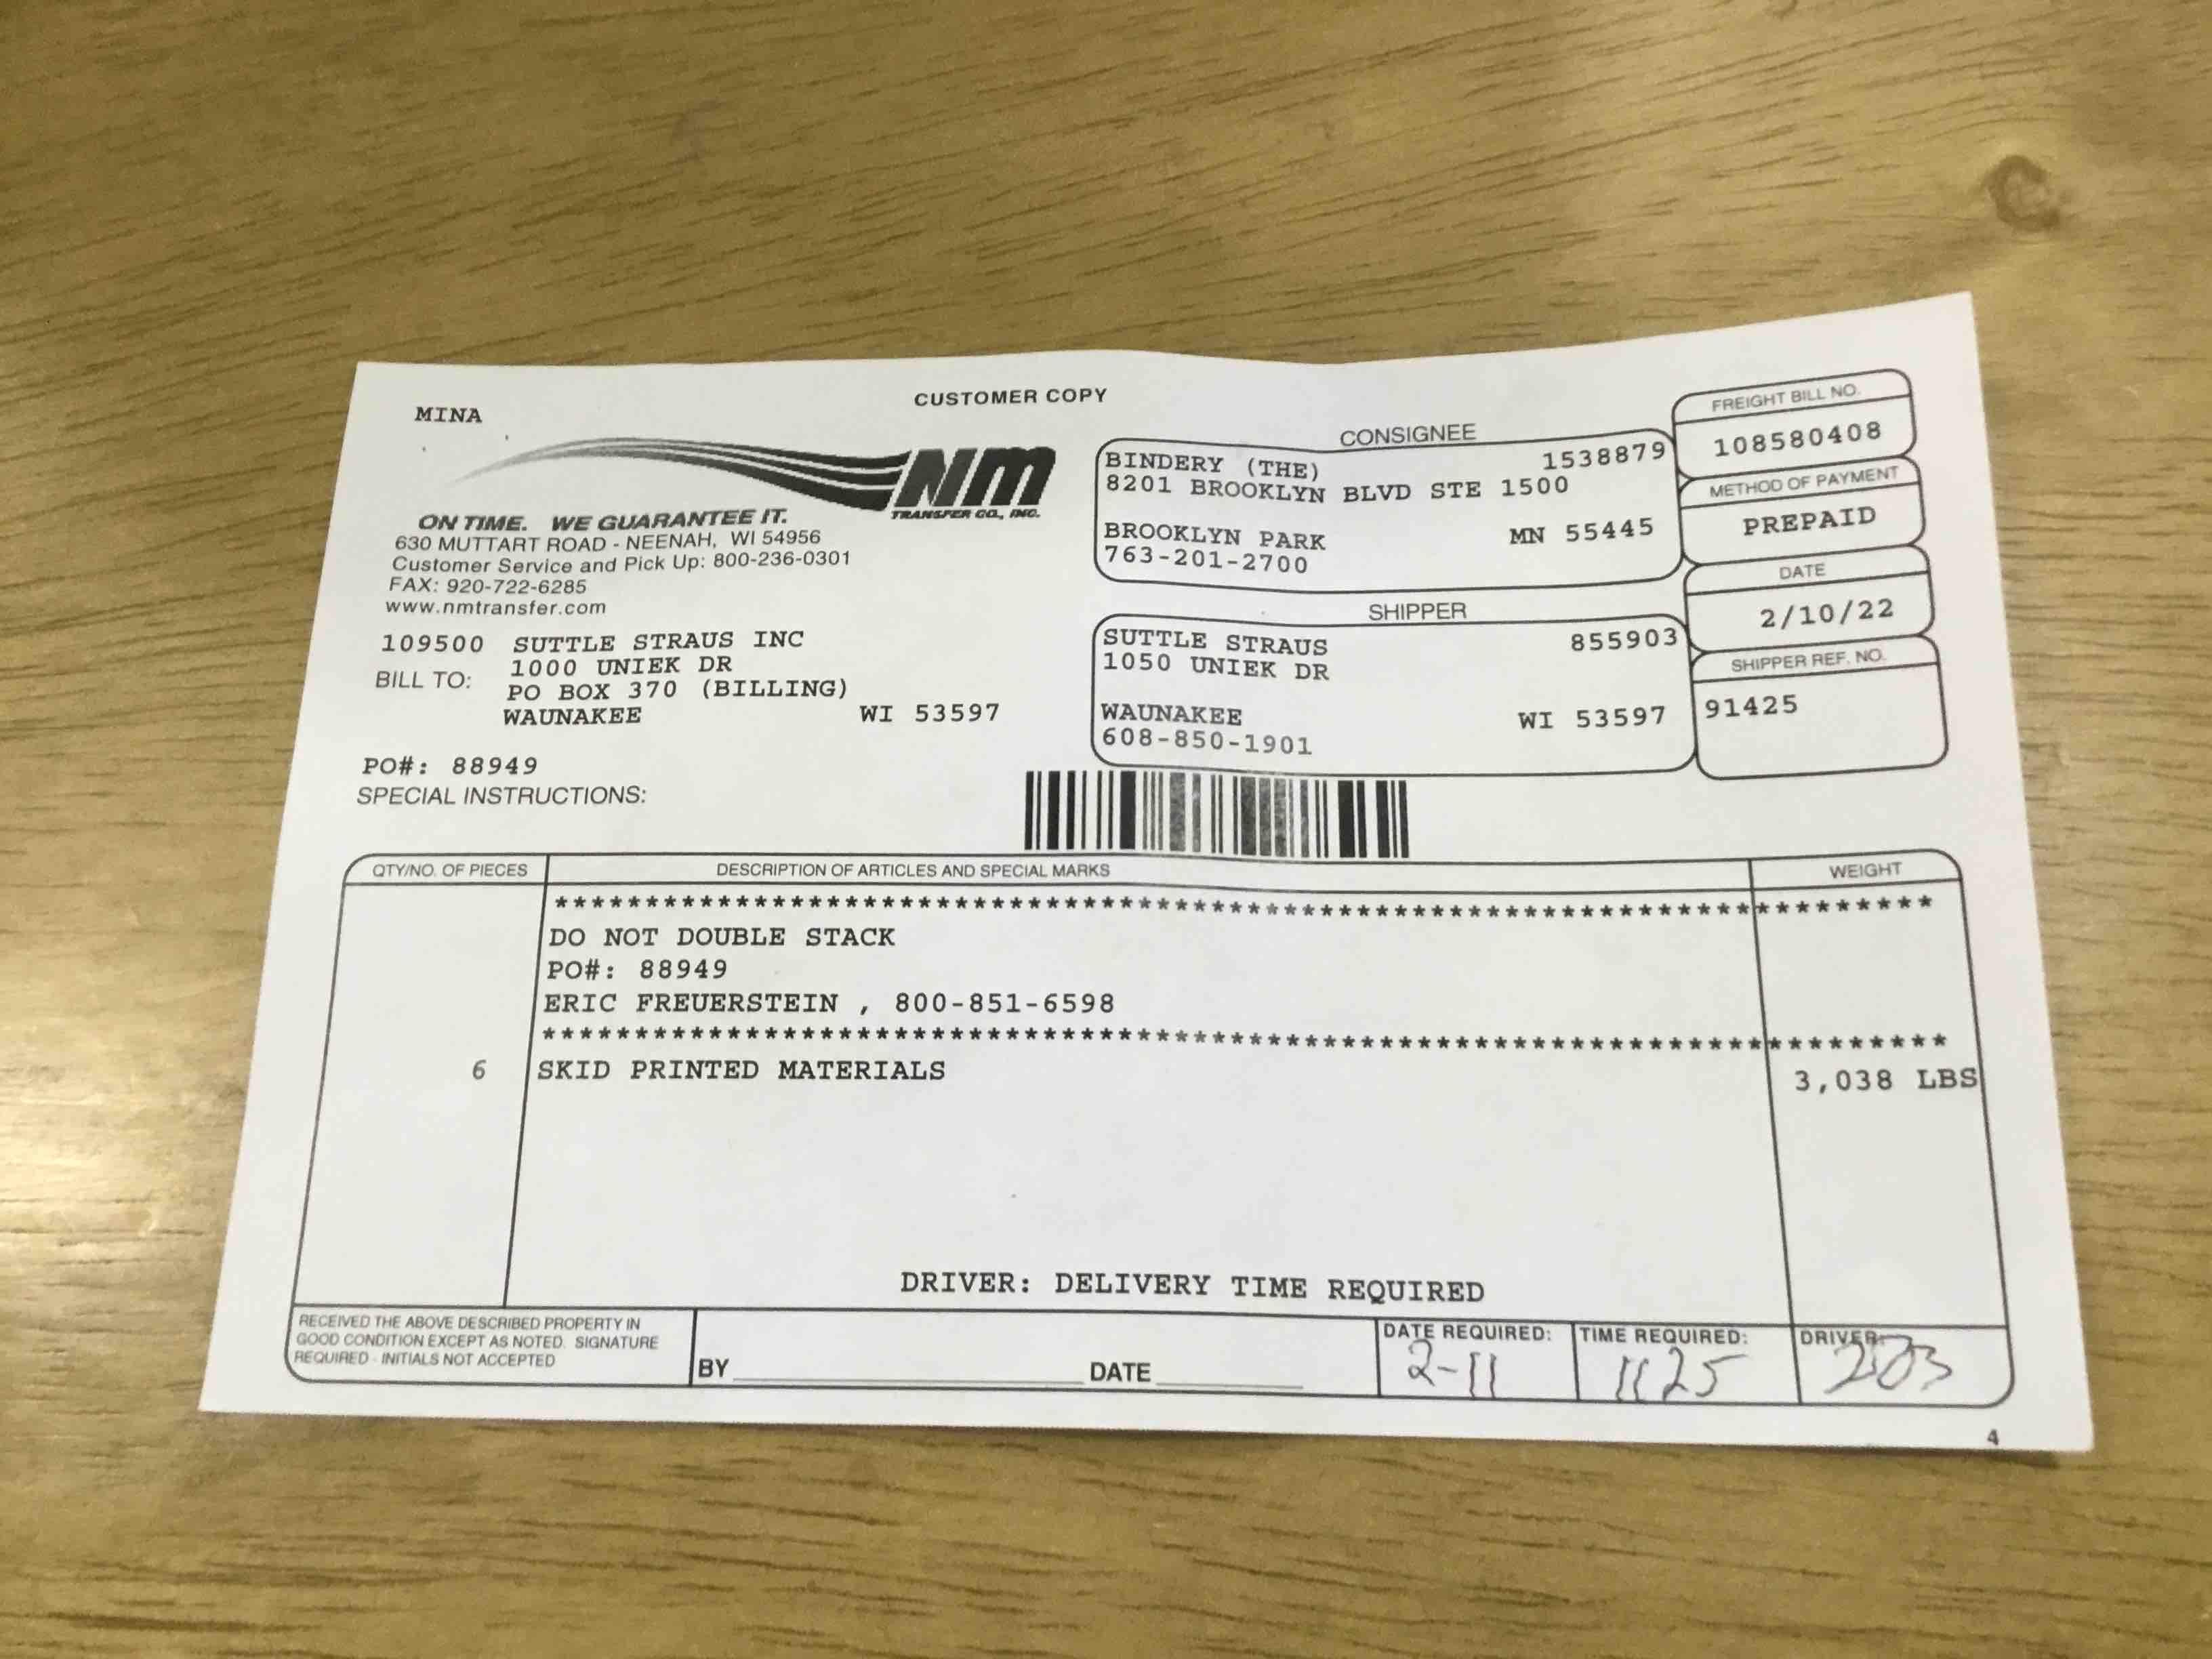 CUSTOMER COPY
MINA
NM
TRANSFER CO., INC.
ON TIME. WE GUARANTEE IT.
630 MUTTART ROAD - NEENAH, WI 54956
Customer Service and Pick Up: 800-236-0301
FAX: 920-722-6285
www.nmtransfer.com
109500 SUTTLE STRAUS INC
1000 UNIEK DR
BILL TO: PO BOX 370 (BILLING)
WAUNAKEE WI 53597
PO#: 88949
SPECIAL INSTRUCTIONS:
CONSIGNEE
BINDERY (THE) 1538879
8201 BROOKLYN BLVD STE 1500
BROOKLYN PARK MN 55445
763-201-2700
SHIPPER
SUTTLE STRAUS 855903
1050 UNIEK DR
WAUNAKEE WI 53597
608-850-1901
FREIGHT BILL NO.
108580408
METHOD OF PAYMENT
PREPAID
DATE
2/10/22
SHIPPER REF. NO.
91425
QTY/NO. OF PIECES DESCRIPTION OF ARTICLES AND SPECIAL MARKS WEIGHT
****************************************************************************
DO NOT DOUBLE STACK
PO#: 88949
ERIC FREUERSTEIN , 800-851-6598
****************************************************************************
6 SKID PRINTED MATERIALS 3,038 LBS
DRIVER: DELIVERY TIME REQUIRED
RECEIVED THE ABOVE DESCRIBED PROPERTY IN
GOOD CONDITION EXCEPT AS NOTED. SIGNATURE
REQUIRED - INITIALS NOT ACCEPTED
BY DATE
DATE REQUIRED: TIME REQUIRED: DRIVER:
2-11 1125 203
4